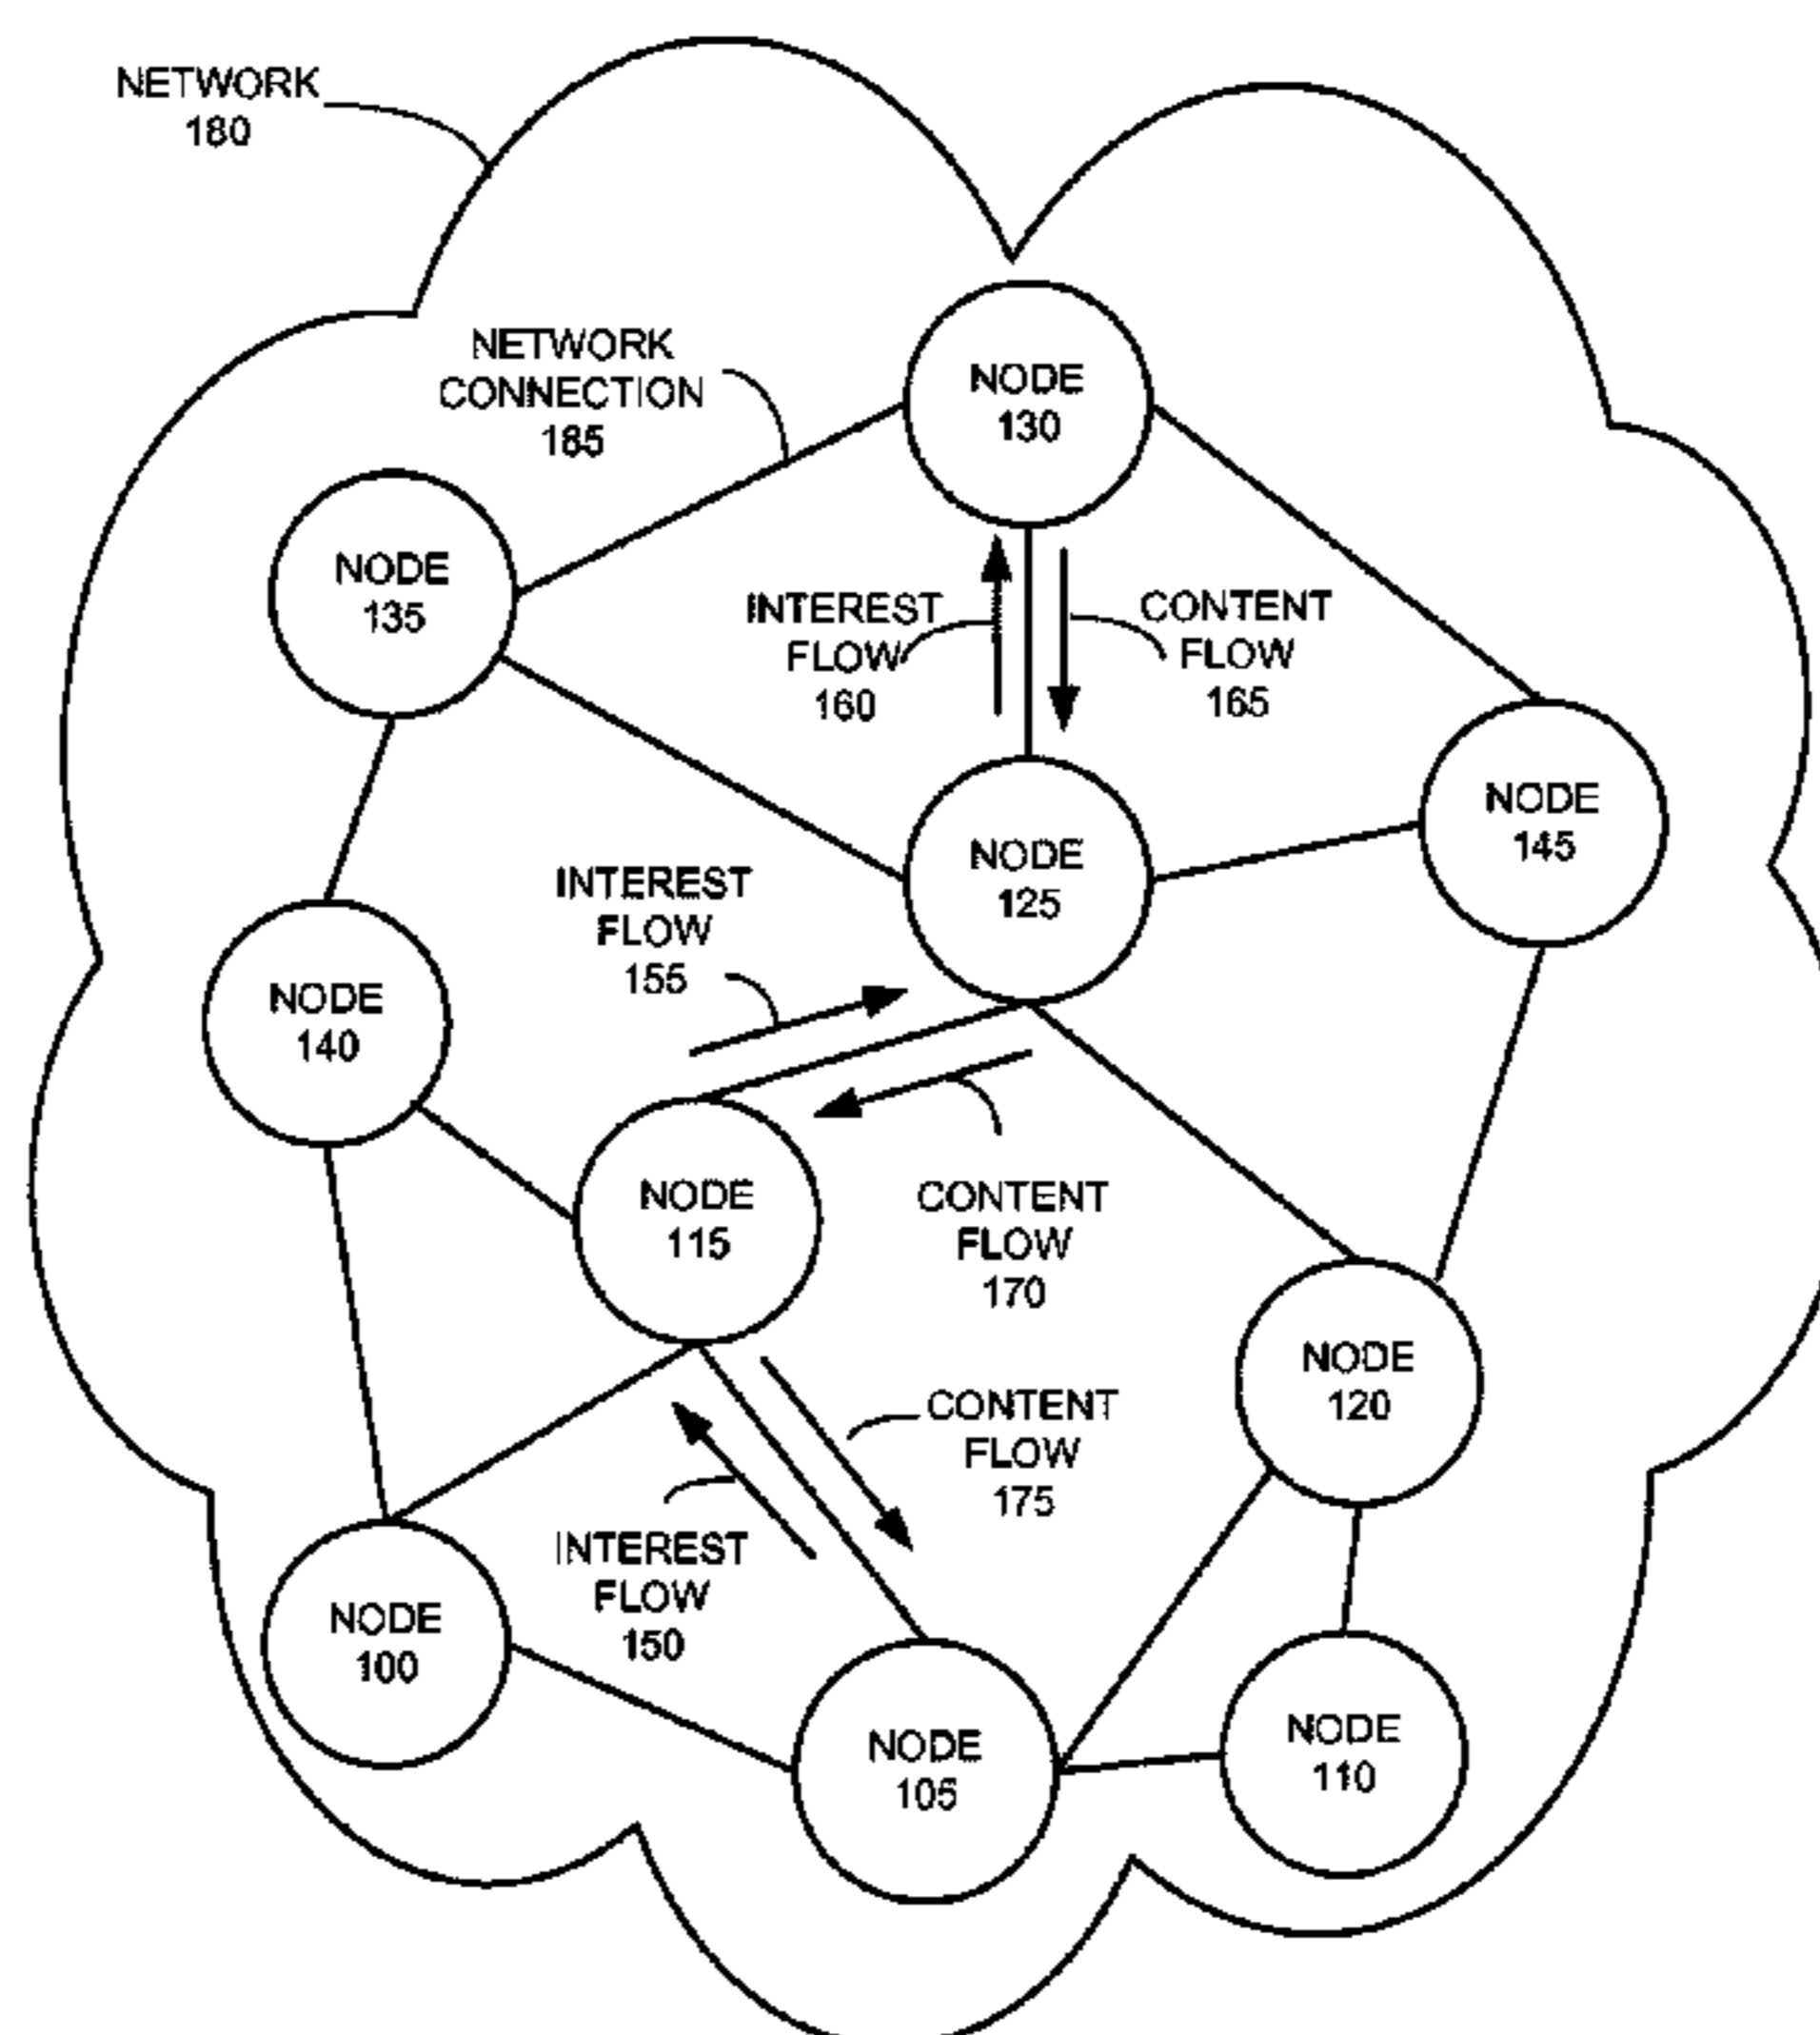 NETWORK
180
NETWORK
CONNECTION
185
NODE
130
NODE
135
INTEREST
FLOW
160
CONTENT
FLOW
165
NODE
145
NODE
125
INTEREST
FLOW
155
NODE
140
NODE
115
CONTENT
FLOW
170
NODE
120
CONTENT
FLOW
175
INTEREST
FLOW
150
NODE
100
NODE
105
NODE
110